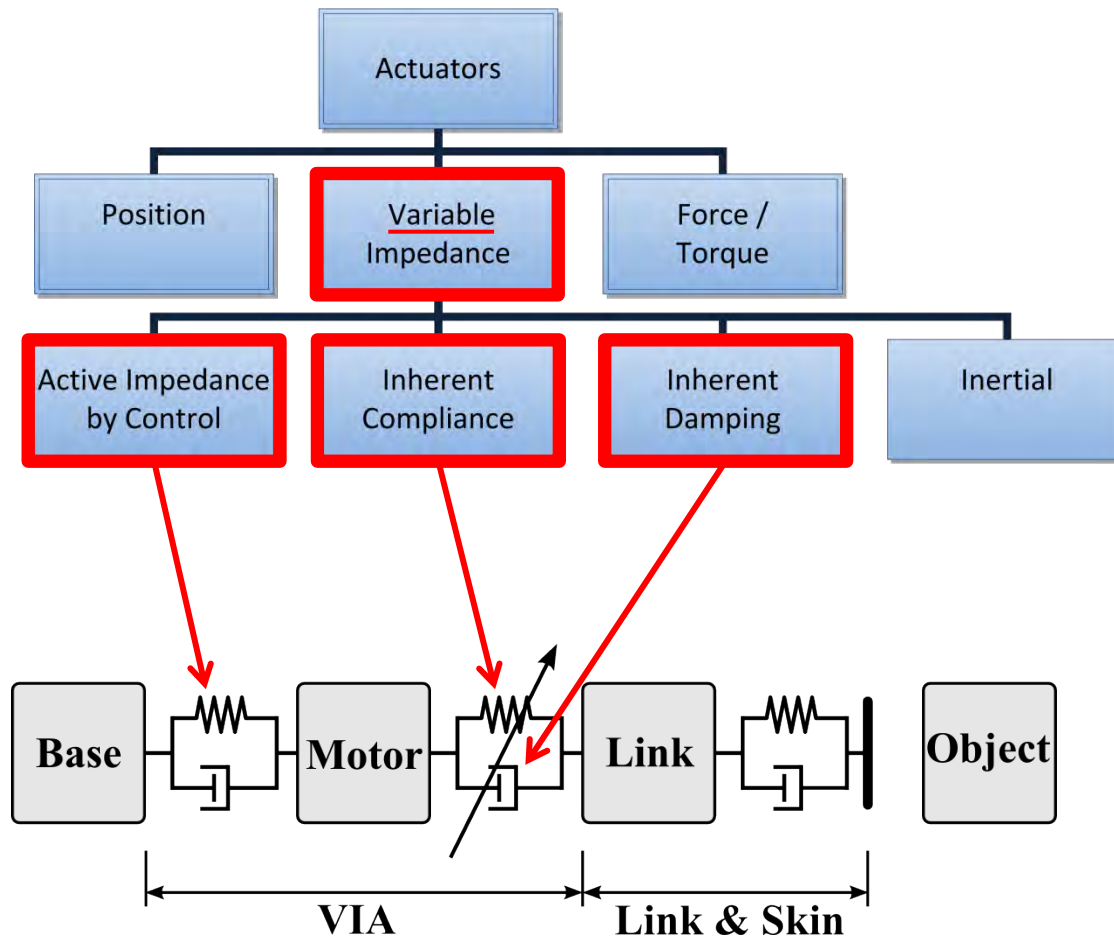 Actuators
Position
Variable
Impedance
Force /
Torque
Active Impedance
by Control
Inherent
Compliance
Inherent
Damping
Inertial
Base
Motor
Link
Object
VIA
Link & Skin